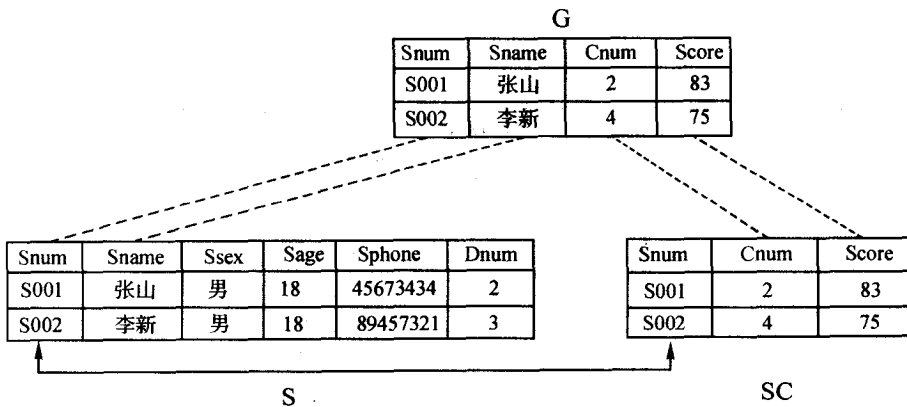 G
Snum Sname Cnum Score
S001 张山 2 83
S002 李新 4 75
Snum Sname Ssex Sage Sphone Dnum
S001 张山 男 18 45673434 2
S002 李新 男 18 89457321 3
Snum Cnum Score
S001 2 83
S002 4 75
S
SC